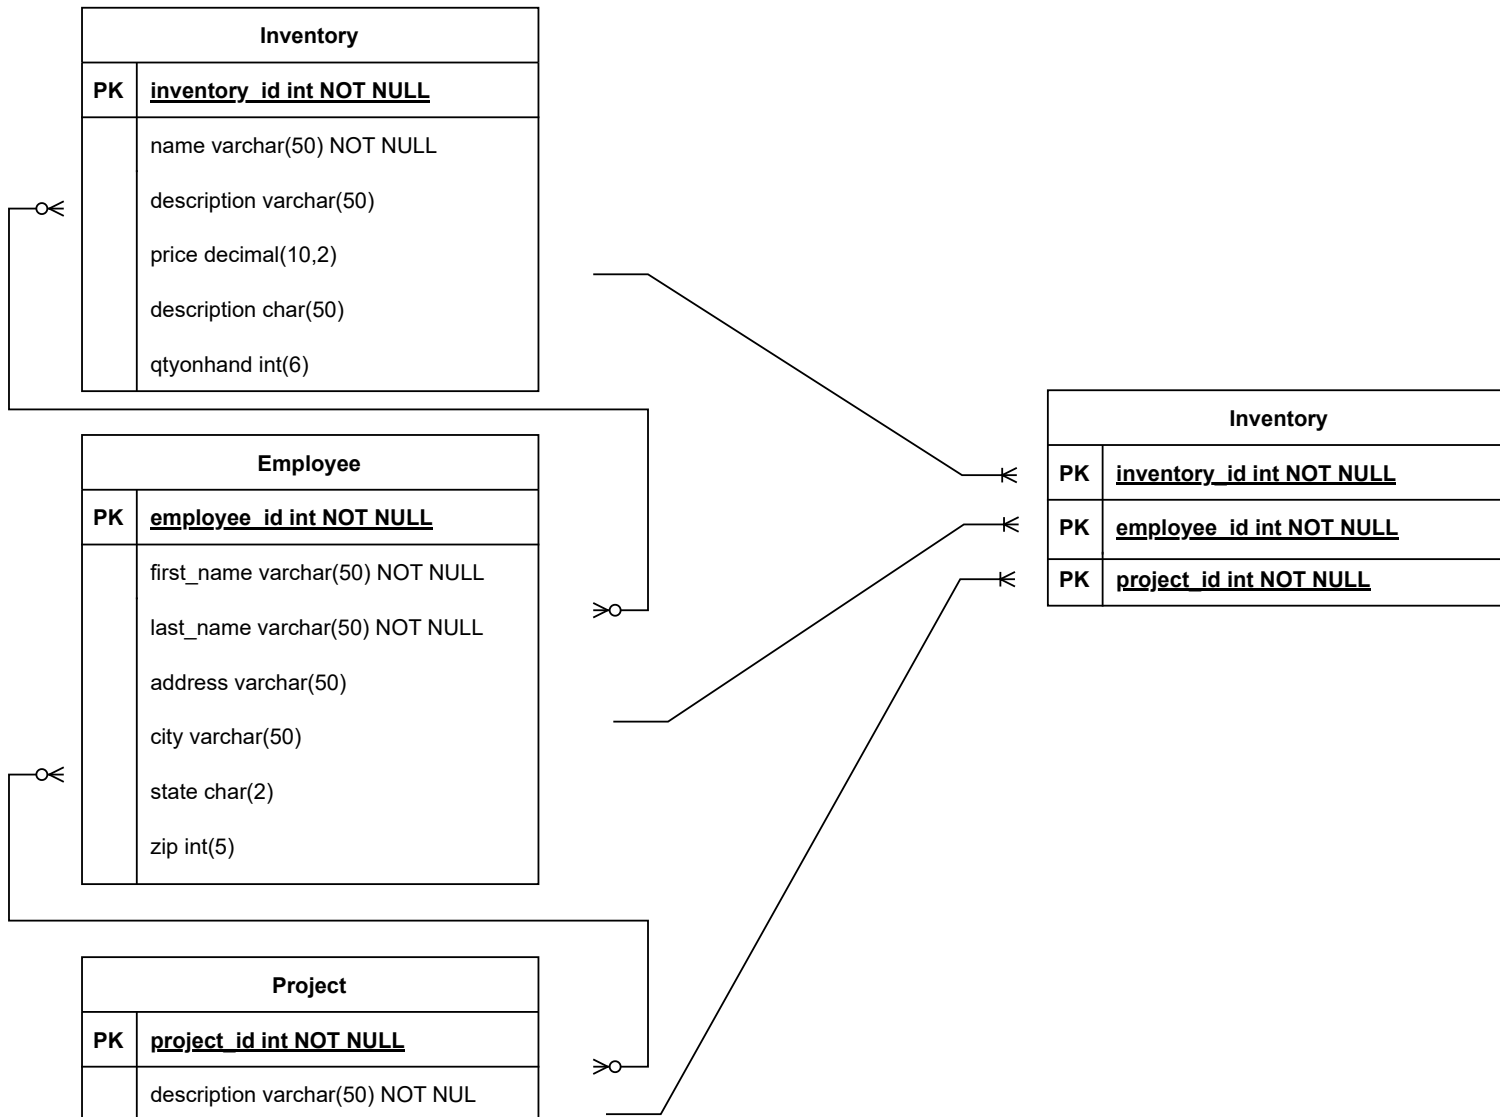 Inventory
PK inventory_id int NOT NULL
name varchar(50) NOT NULL
description varchar(50)
price decimal(10,2)
description char(50)
qtyonhand int(6)
Employee
PK employee_id int NOT NULL
first_name varchar(50) NOT NULL
last_name varchar(50) NOT NULL
address varchar(50)
city varchar(50)
state char(2)
zip int(5)
Project
PK project_id int NOT NULL
description varchar(50) NOT NUL
Inventory
PK inventory_id int NOT NULL
PK employee_id int NOT NULL
PK project_id int NOT NULL